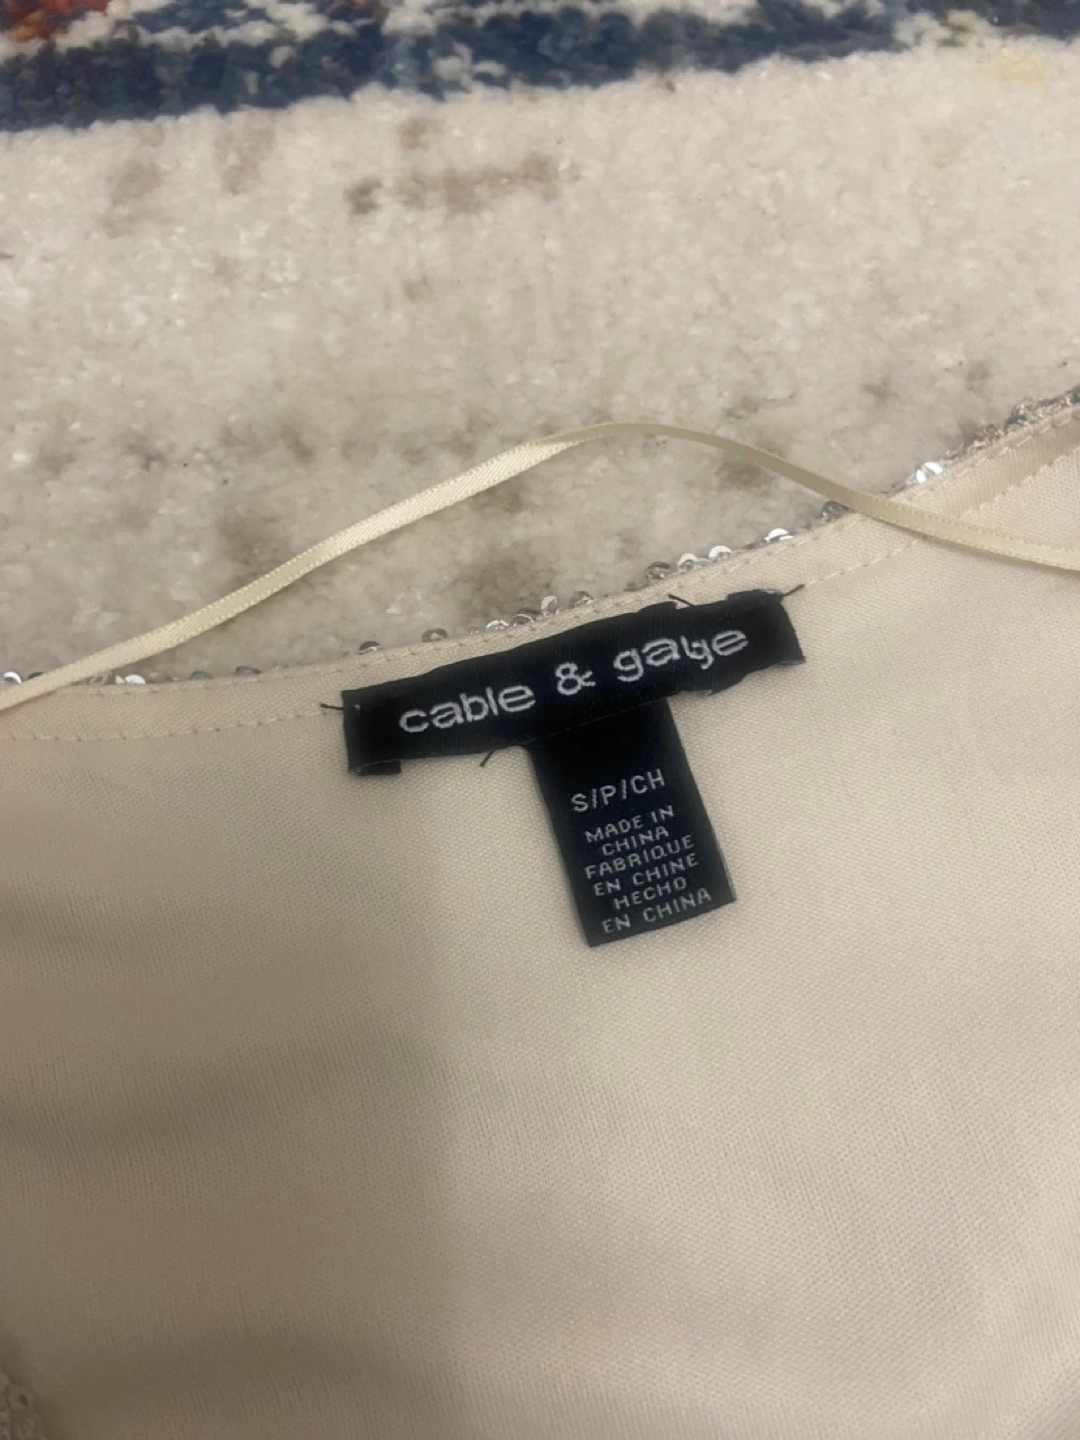 cable & gauge
S/P/CH
MADE IN
CHINA
FABRIQUE
EN CHINE
HECHO
EN CHINA